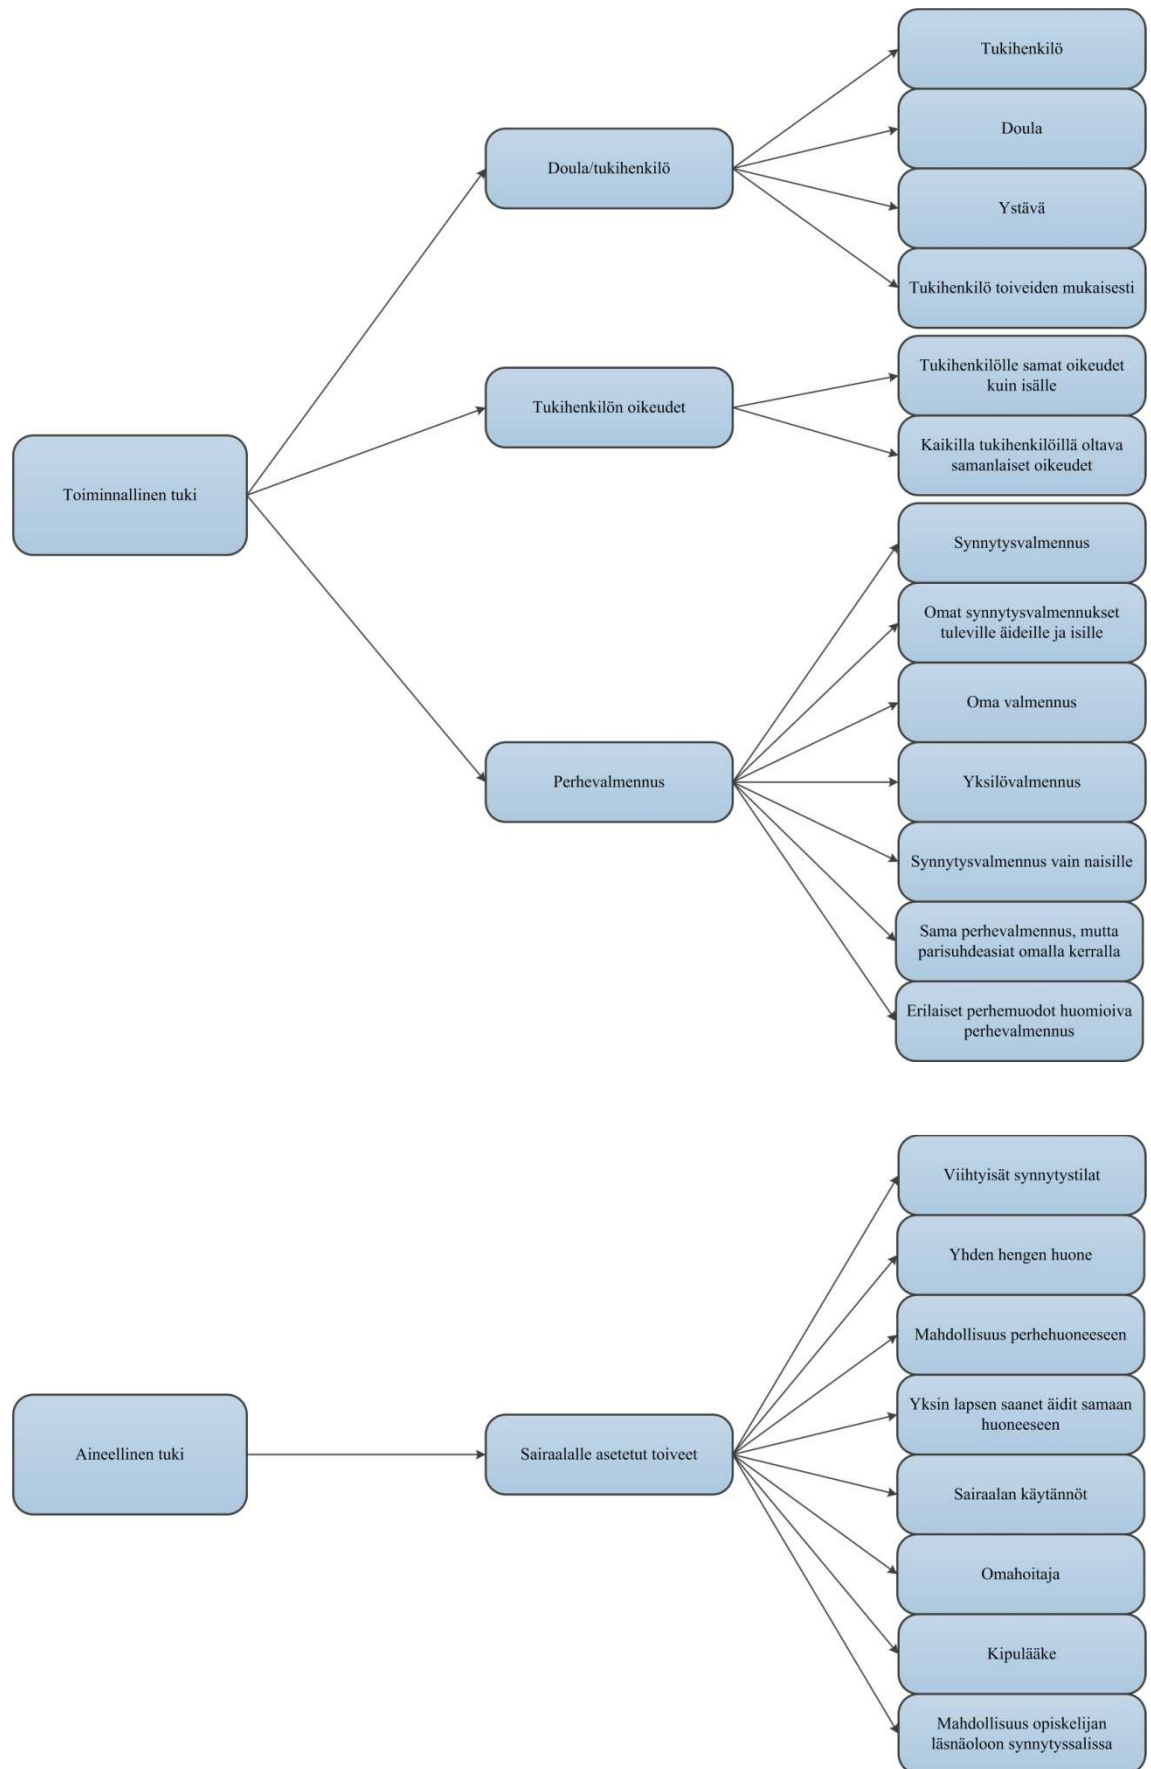 Toiminnallinen tuki
Doula/tukihenkilö
Tukihenkilö
Doula
Ystävä
Tukihenkilö toiveiden mukaisesti
Tukihenkilön oikeudet
Tukihenkilölle samat oikeudet
kuin isälle
Kaikilla tukihenkilöillä oltava
samanlaiset oikeudet
Perhevalmennus
Synnytysvalmennus
Omat synnytysvalmennukset
tuleville äideille ja isille
Oma valmennus
Yksilövalmennus
Synnytysvalmennus vain naisille
Sama perhevalmennus, mutta
parisuhdeasiat omalla kerralla
Erilaiset perhemuodot huomioiva
perhevalmennus
Aineellinen tuki
Sairaalalle asetetut toiveet
Viihtyisät synnytystilat
Yhden hengen huone
Mahdollisuus perhehuoneeseen
Yksin lapsen saanet äidit samaan
huoneeseen
Sairaalan käytännöt
Omahoitaja
Kipulääke
Mahdollisuus opiskelijan
läsnäoloon synnytyssalissa